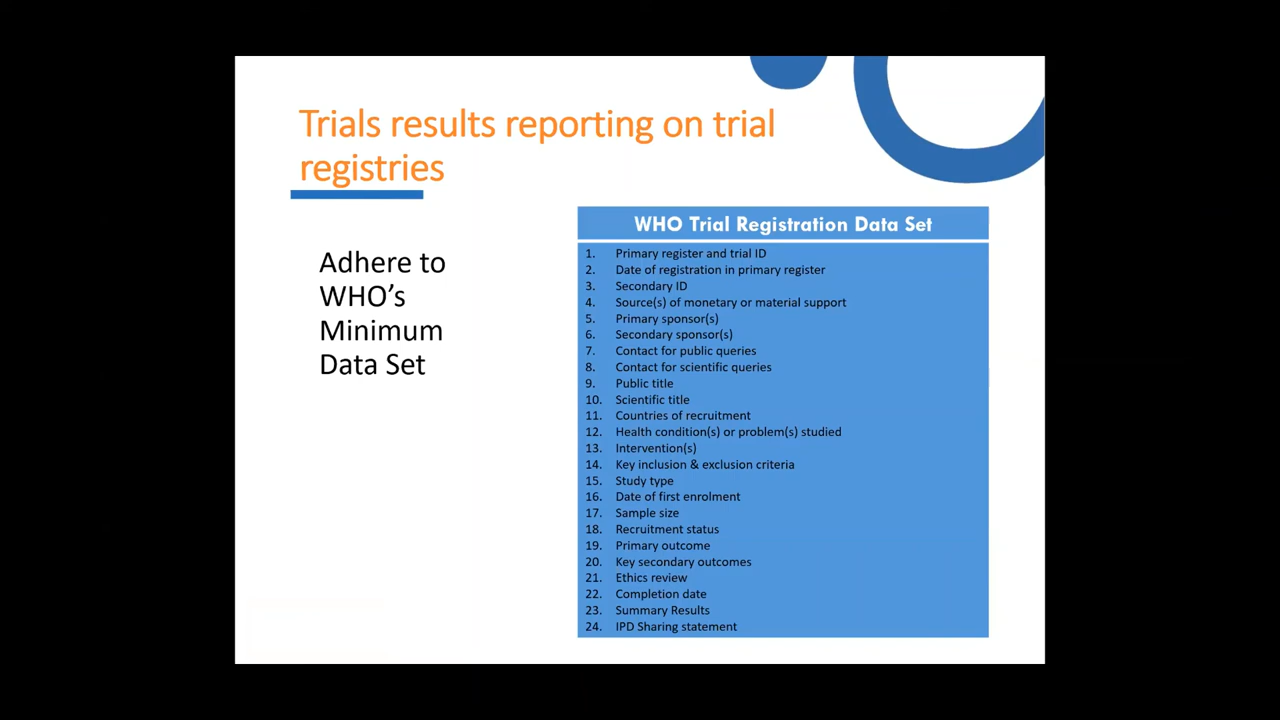 Trials results reporting on trial
registries
Adhere to
WHO’s
Minimum
Data Set
WHO Trial Registration Data Set
1. Primary register and trial ID
2. Date of registration in primary register
3. Secondary ID
4. Source(s) of monetary or material support
5. Primary sponsor(s)
6. Secondary sponsor(s)
7. Contact for public queries
8. Contact for scientific queries
9. Public title
10. Scientific title
11. Countries of recruitment
12. Health condition(s) or problem(s) studied
13. Intervention(s)
14. Key inclusion & exclusion criteria
15. Study type
16. Date of first enrolment
17. Sample size
18. Recruitment status
19. Primary outcome
20. Key secondary outcomes
21. Ethics review
22. Completion date
23. Summary Results
24. IPD Sharing statement